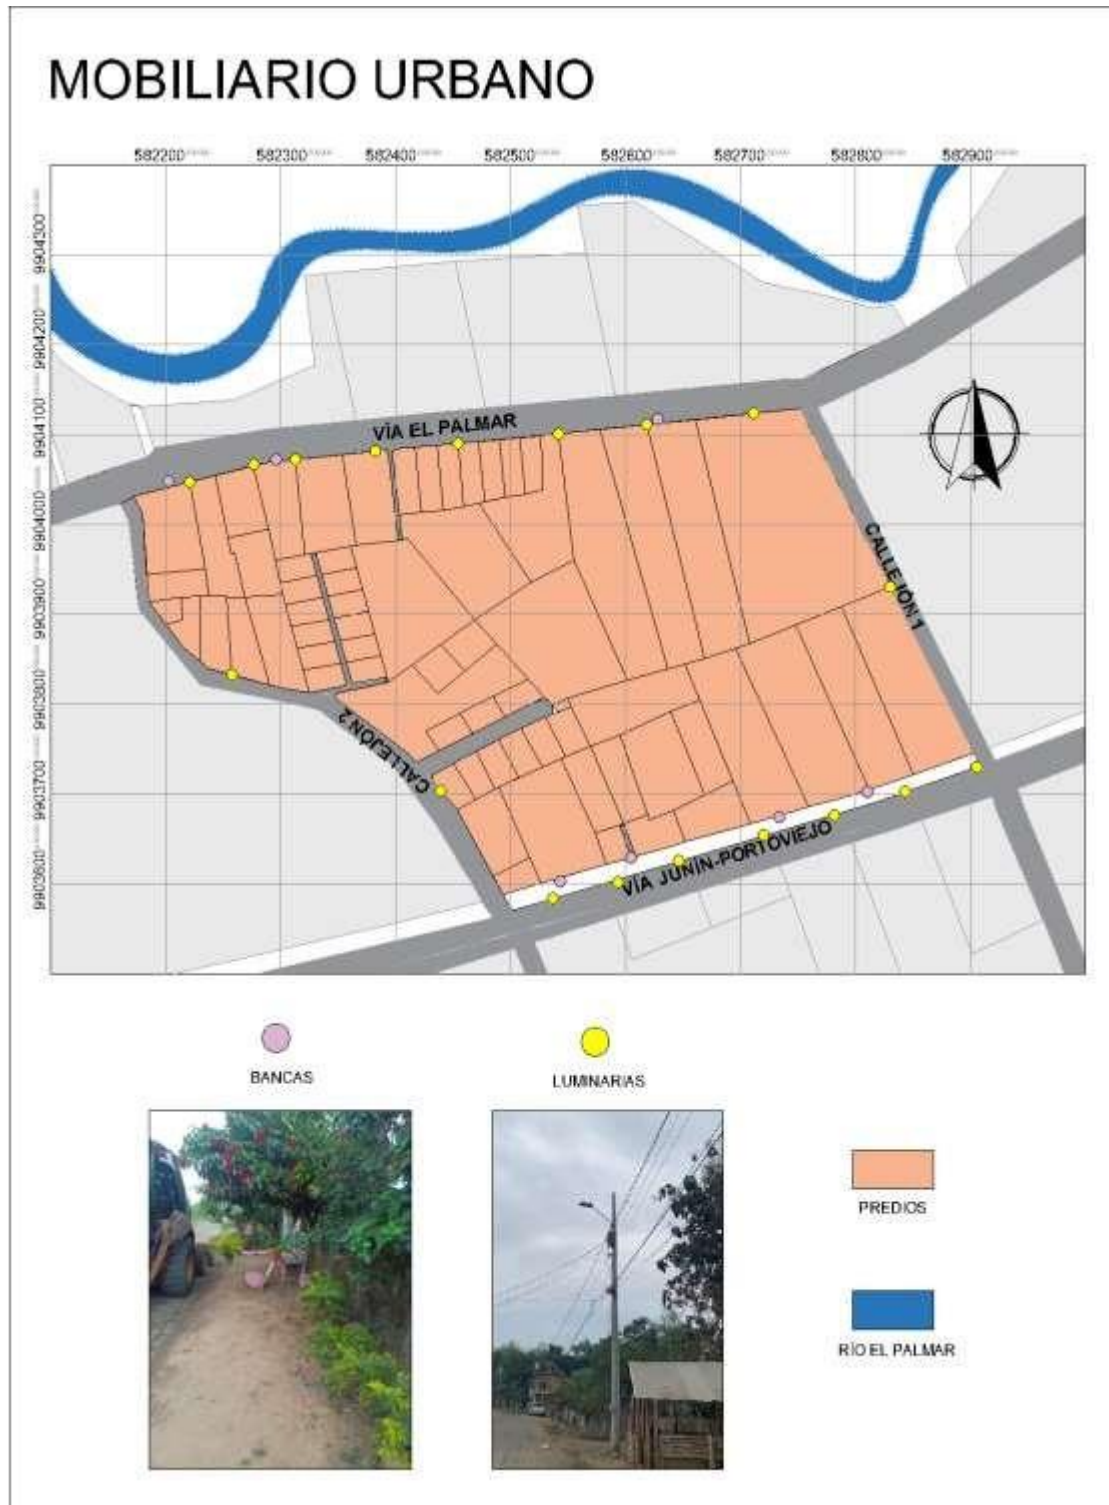 MOBILIARIO URBANO
582200 582300 582400 582500 582600 582700 582800 582900
9904300
9904200
9904100
9904000
9903900
9903800
9903700
9903600
VÍA EL PALMAR
CALLEJÓN 1
CALLEJÓN 2
VÍA JUNÍN-PORTOVIEJO
BANCAS
LUMINARIAS
PREDIOS
RÍO EL PALMAR